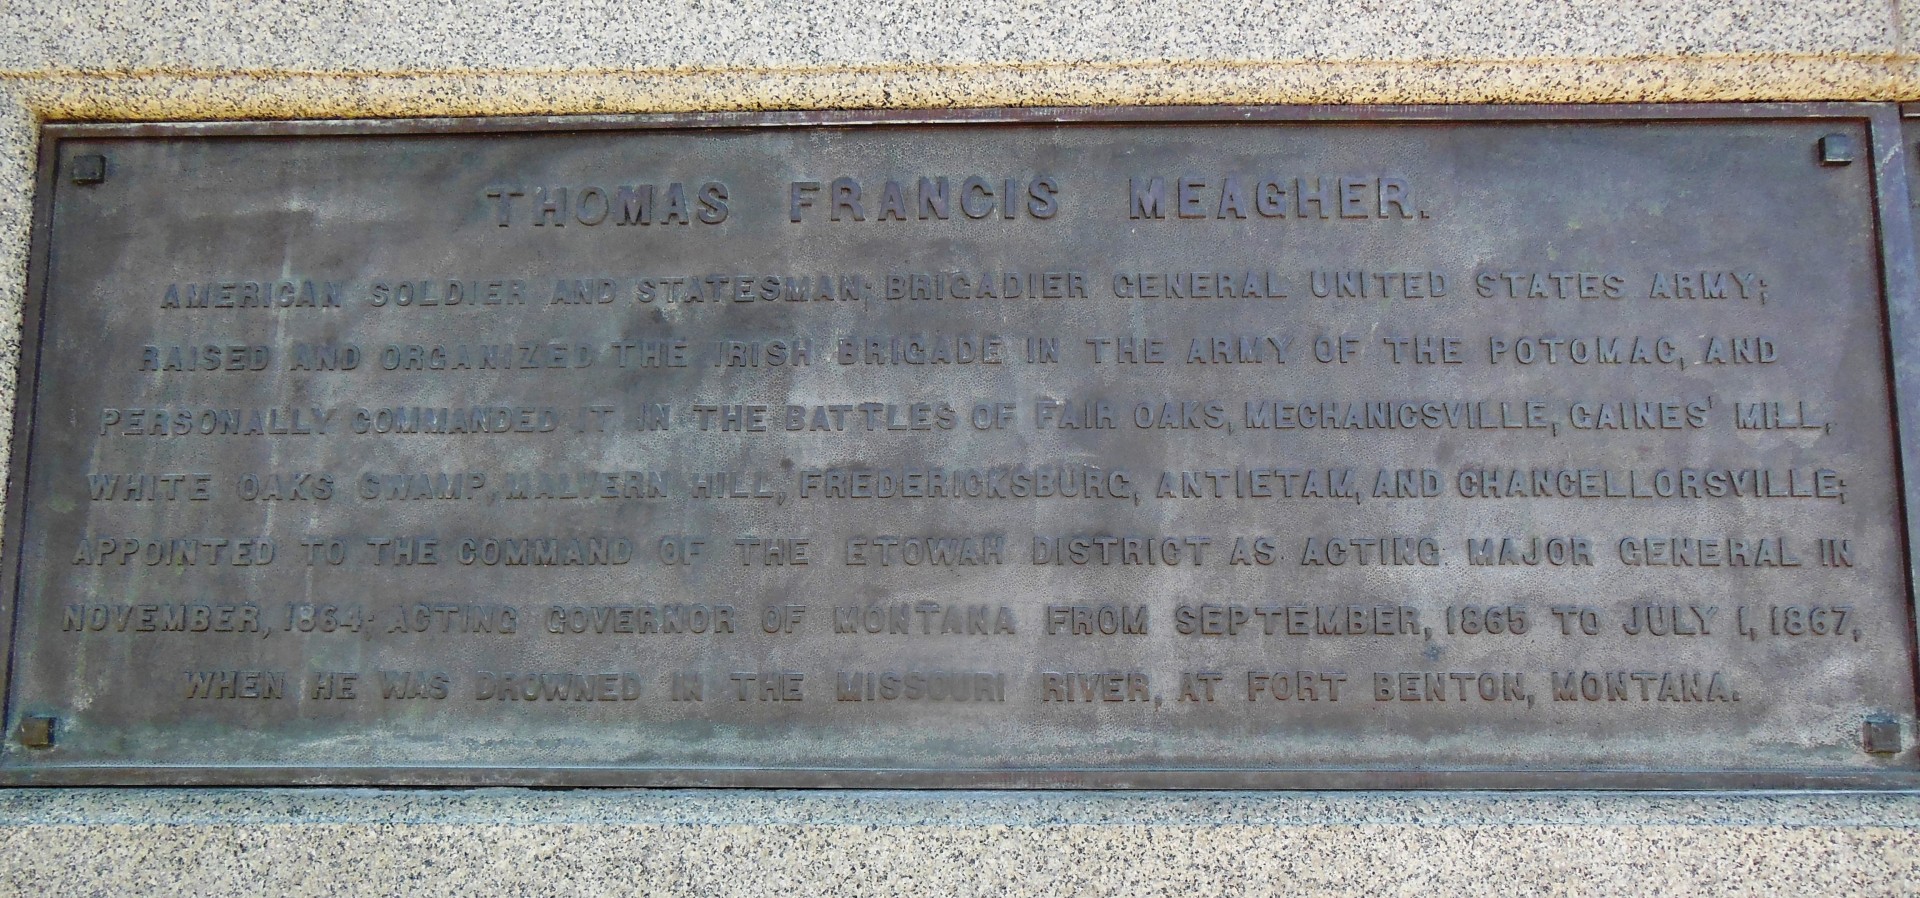 THOMAS FRANCIS MEAGHER.
AMERICAN SOLDIER AND STATESMAN; BRIGADIER GENERAL UNITED STATES ARMY;
RAISED AND ORGANIZED THE IRISH BRIGADE IN THE ARMY OF THE POTOMAC, AND
PERSONALLY COMMANDED IT IN THE BATTLES OF FAIR OAKS, MECHANICSVILLE, GAINES' MILL,
WHITE OAKS SWAMP, MALVERN HILL, FREDERICKSBURG, ANTIETAM, AND CHANCELLORSVILLE;
APPOINTED TO THE COMMAND OF THE ETOWAH DISTRICT AS ACTING MAJOR GENERAL IN
NOVEMBER, 1864; ACTING GOVERNOR OF MONTANA FROM SEPTEMBER, 1865 TO JULY 1, 1867,
WHEN HE WAS DROWNED IN THE MISSOURI RIVER, AT FORT BENTON, MONTANA.